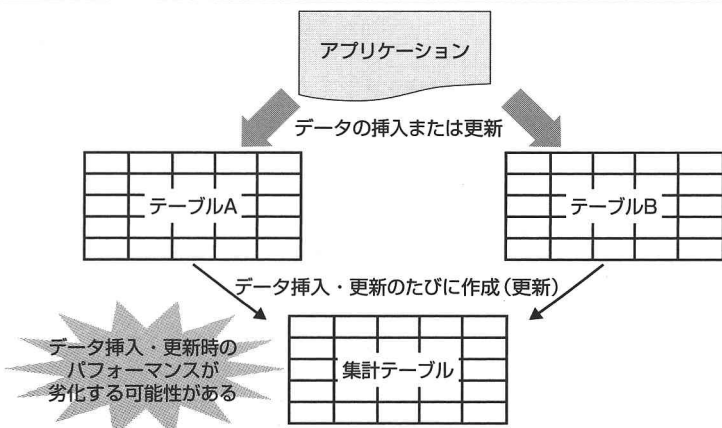 アプリケーション
データの挿入または更新
テーブルA
テーブルB
データ挿入・更新のたびに作成（更新）
データ挿入・更新時の
パフォーマンスが
劣化する可能性がある
集計テーブル